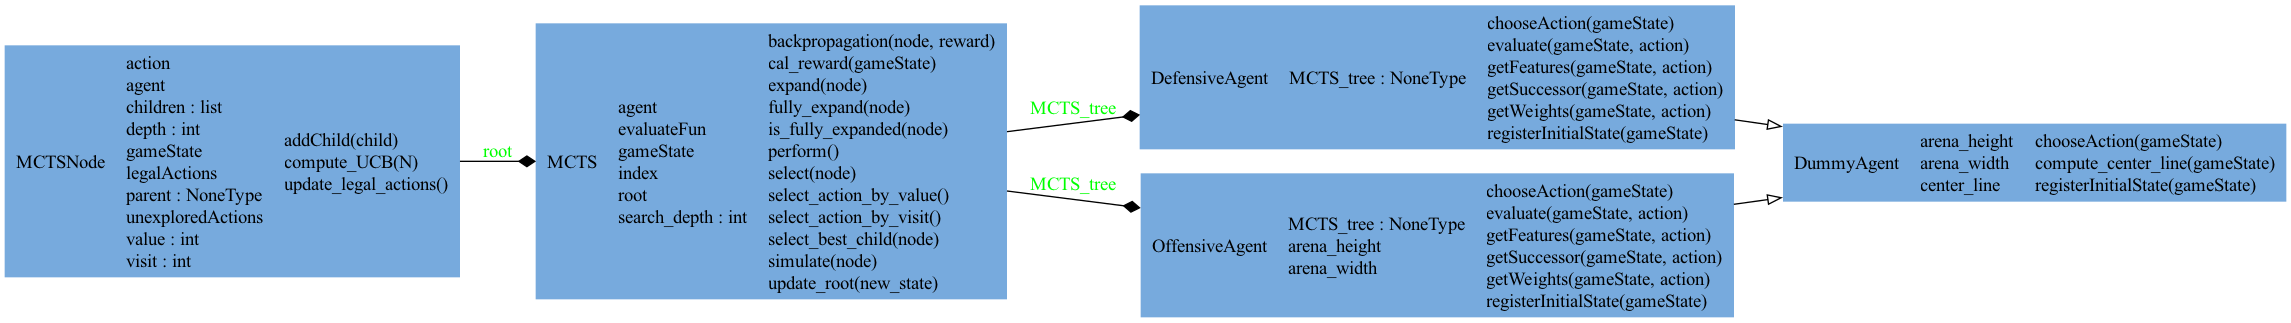 MCTSNode
action
agent
children : list
depth : int
gameState
legalActions
parent : NoneType
unexploredActions
value : int
visit : int
addChild(child)
compute_UCB(N)
update_legal_actions()
root
MCTS
agent
evaluateFun
gameState
index
root
search_depth : int
backpropagation(node, reward)
cal_reward(gameState)
expand(node)
fully_expand(node)
is_fully_expanded(node)
perform()
select(node)
select_action_by_value()
select_action_by_visit()
select_best_child(node)
simulate(node)
update_root(new_state)
MCTS_tree
MCTS_tree
DefensiveAgent
MCTS_tree : NoneType
chooseAction(gameState)
evaluate(gameState, action)
getFeatures(gameState, action)
getSuccessor(gameState, action)
getWeights(gameState, action)
registerInitialState(gameState)
OffensiveAgent
MCTS_tree : NoneType
arena_height
arena_width
chooseAction(gameState)
evaluate(gameState, action)
getFeatures(gameState, action)
getSuccessor(gameState, action)
getWeights(gameState, action)
registerInitialState(gameState)
DummyAgent
arena_height
arena_width
center_line
chooseAction(gameState)
compute_center_line(gameState)
registerInitialState(gameState)